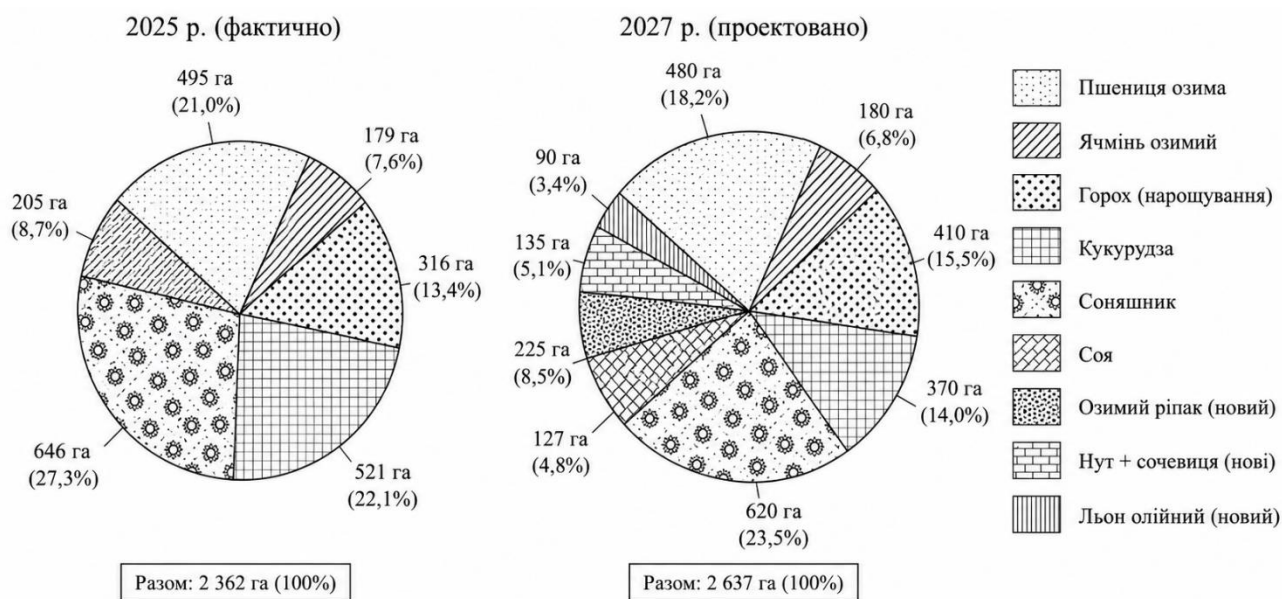 2025 р. (фактично)
495 га
(21,0%)
179 га
(7,6%)
205 га
(8,7%)
316 га
(13,4%)
646 га
(27,3%)
521 га
(22,1%)
Разом: 2 362 га (100%)
2027 р. (проектовано)
480 га
(18,2%)
180 га
(6,8%)
90 га
(3,4%)
135 га
(5,1%)
410 га
(15,5%)
225 га
(8,5%)
370 га
(14,0%)
127 га
(4,8%)
620 га
(23,5%)
Разом: 2 637 га (100%)
Пшениця озима
Ячмінь озимий
Горох (нарощування)
Кукурудза
Соняшник
Соя
Озимий ріпак (новий)
Нут + сочевиця (нові)
Льон олійний (новий)